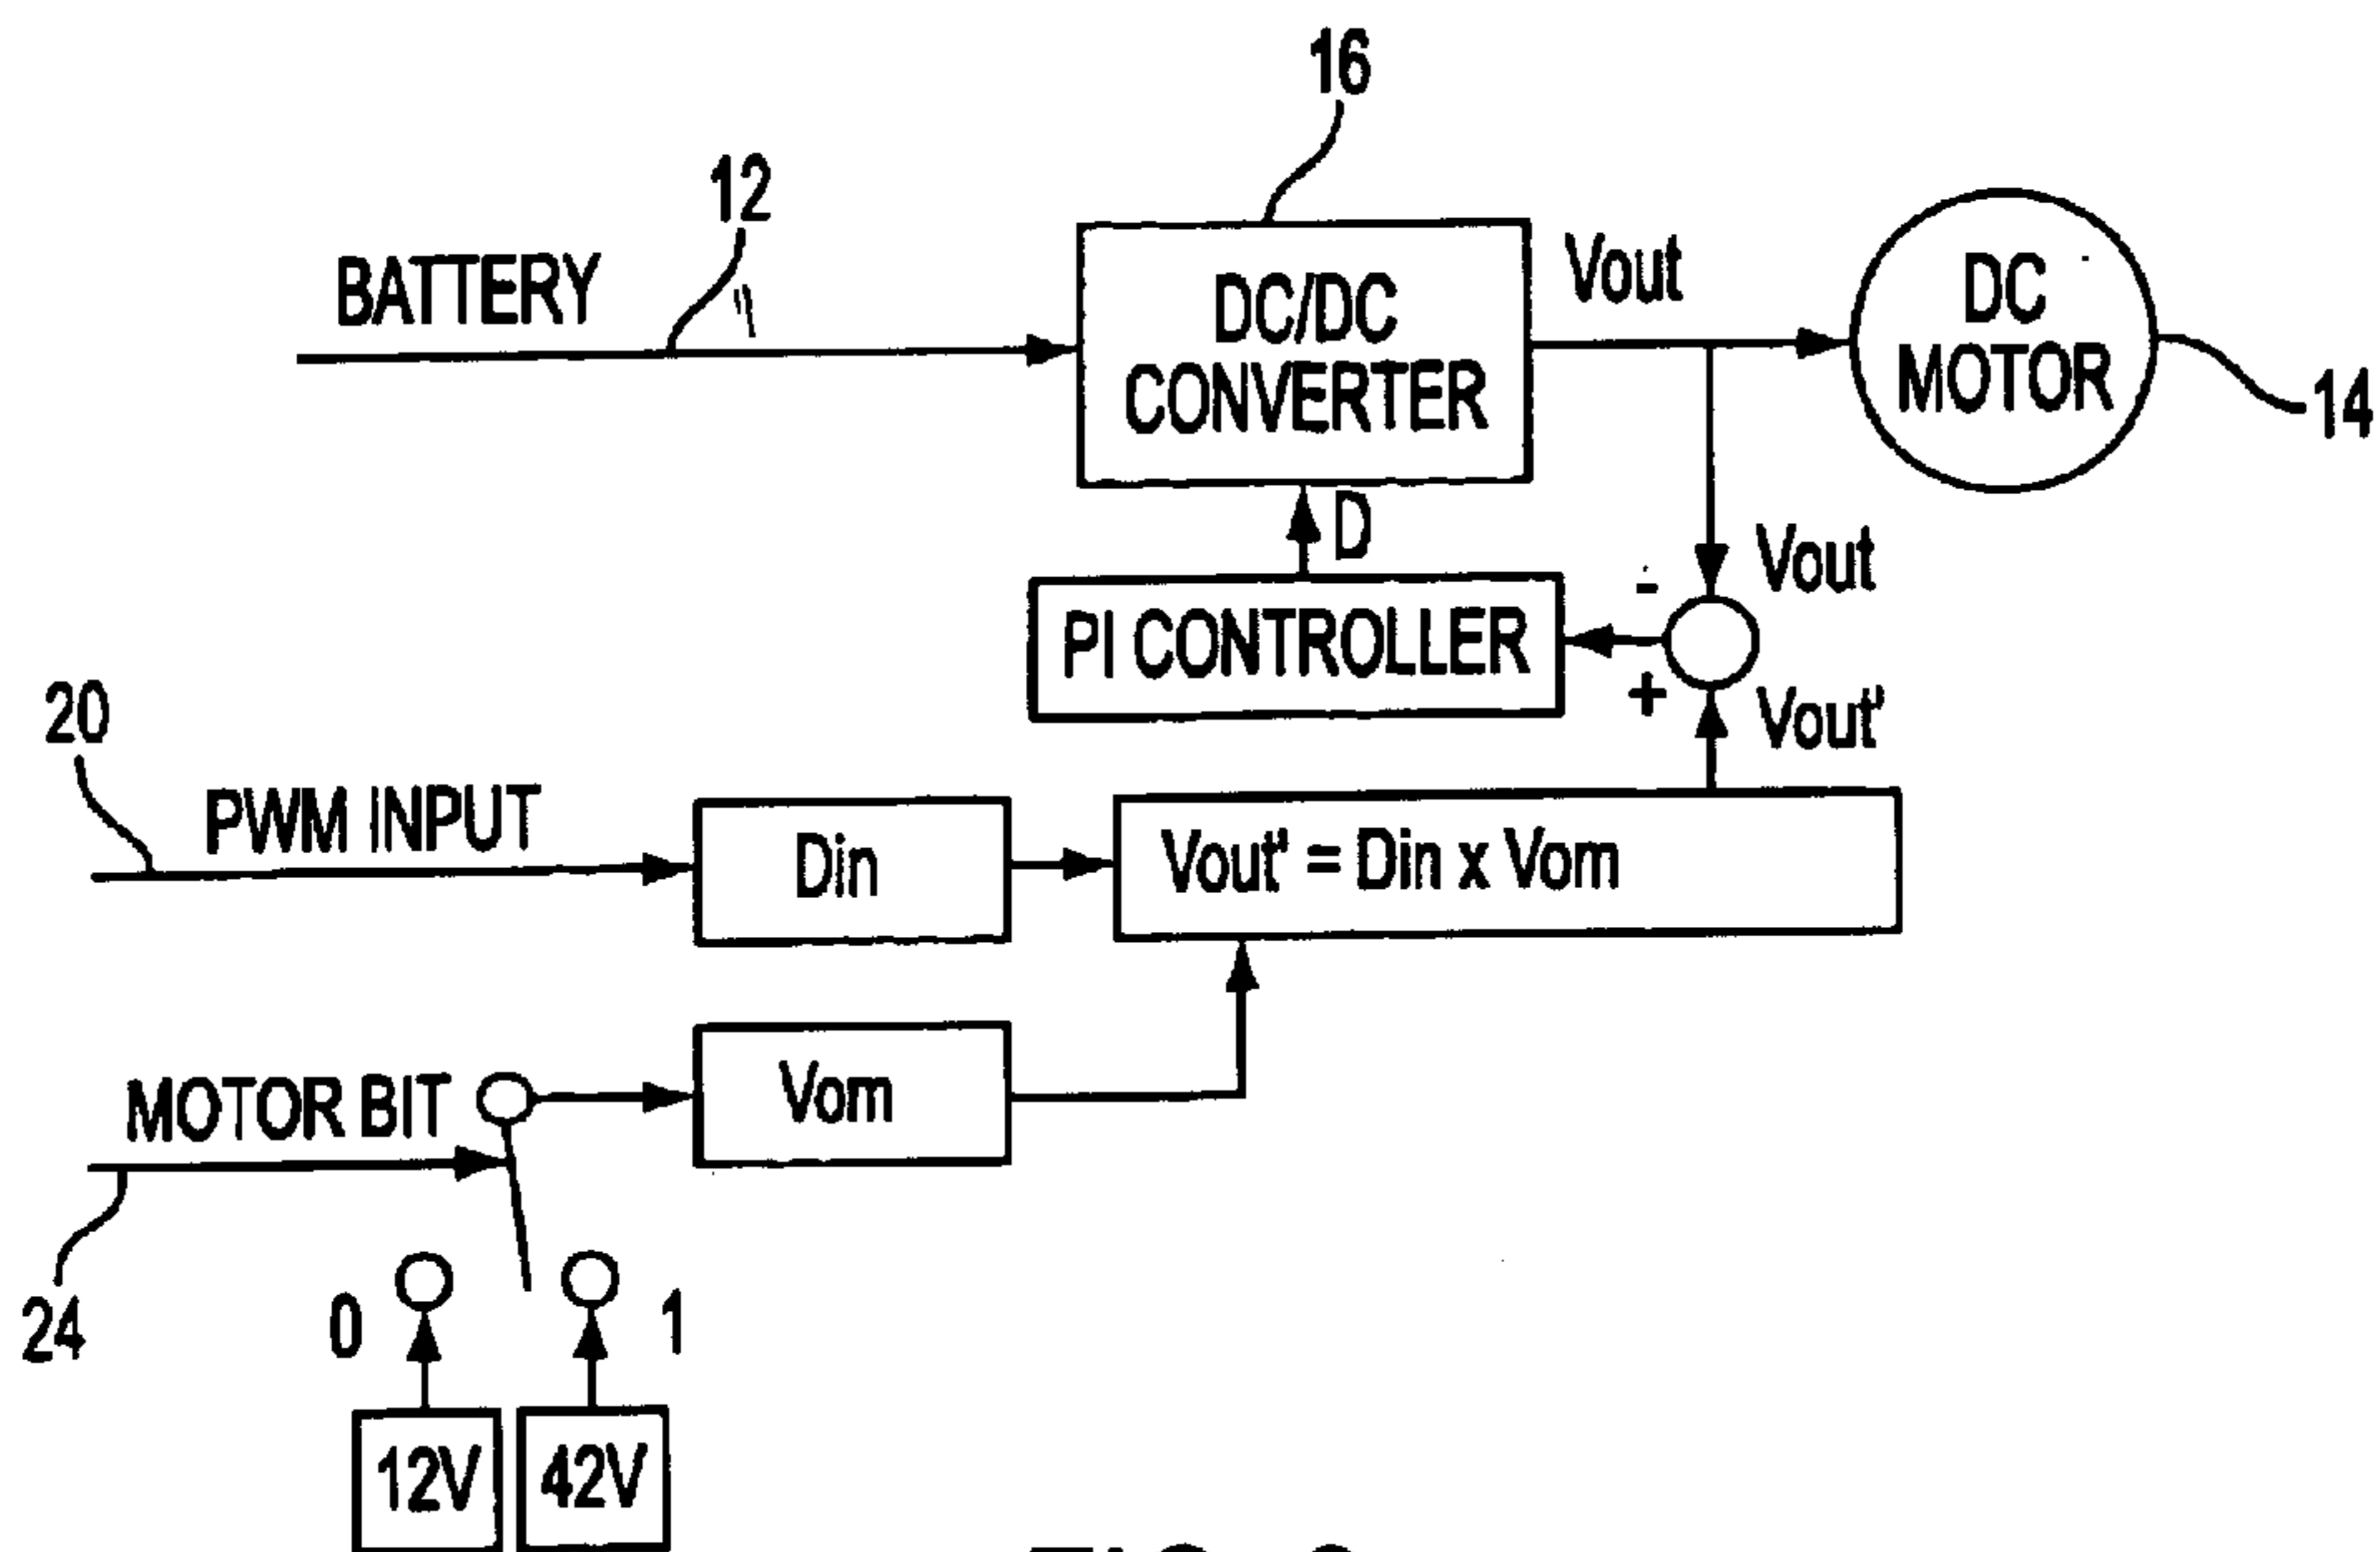 16
12
BATTERY
DC/DC
CONVERTER
Vout
DC
MOTOR
14
D
Vout
-
PI CONTROLLER
+
Vout'
20
PWM INPUT
Din
Vout' = Din x Vom
MOTOR BIT
Vom
24
0
1
12V
42V